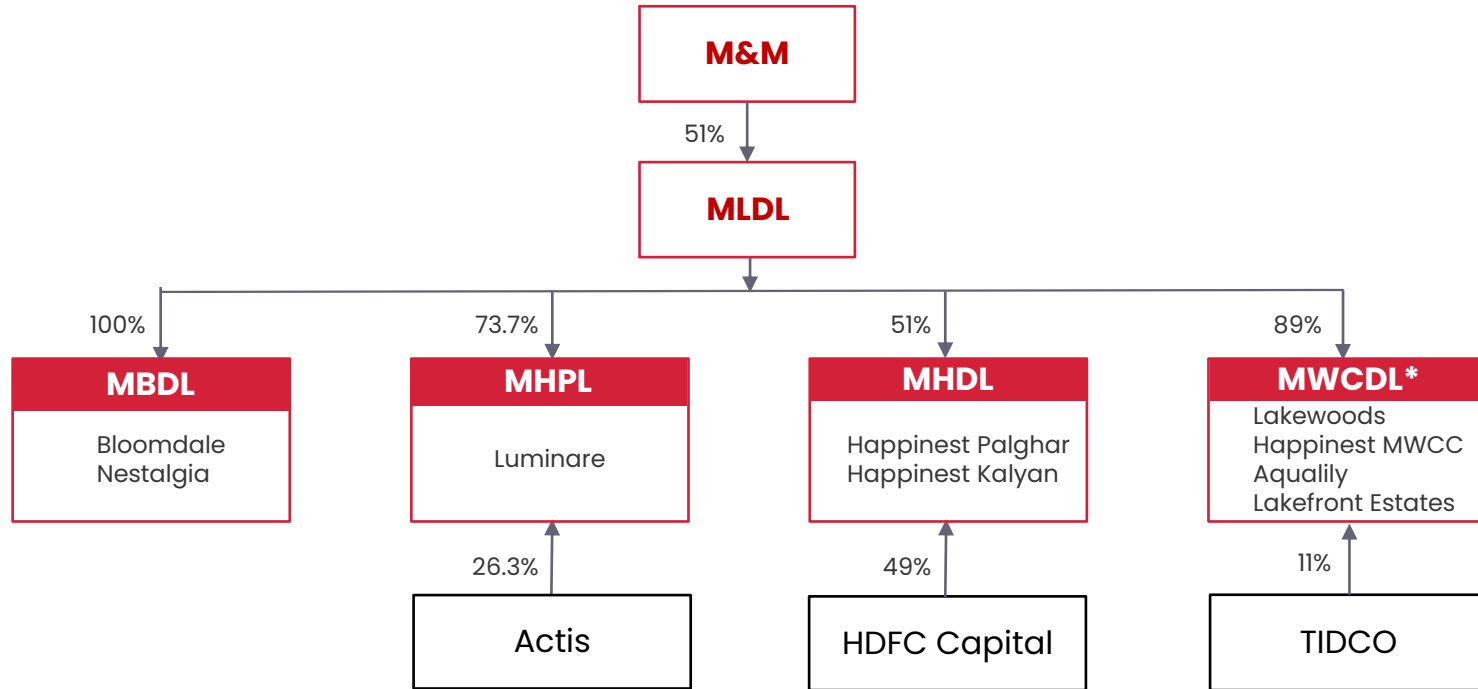 M&M
51%
MLDL
100%
73.7%
51%
89%
MBDL
Bloomdale
Nestalgia
MHPL
Luminare
MHDL
Happinest Palghar
Happinest Kalyan
MWCDL*
Lakewoods
Happinest MWCC
Aqualily
Lakefront Estates
26.3%
49%
11%
Actis
HDFC Capital
TIDCO